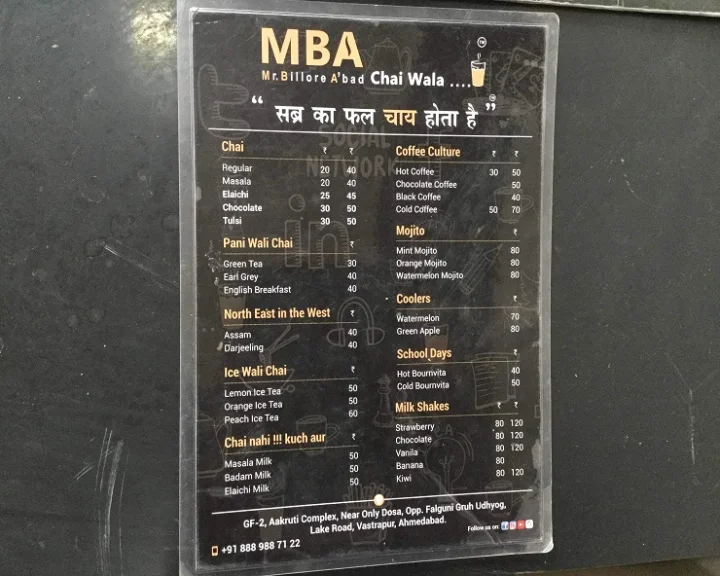 MBA
Mr.Billore A'bad Chai Wala ....
“ सब्र का फल चाय होता है ”
Chai ₹ ₹
Regular 20 40
Masala 20 40
Elaichi 25 45
Chocolate 30 50
Tulsi 30 50
Pani Wali Chai ₹
Green Tea 30
Earl Grey 40
English Breakfast 40
North East in the West ₹
Assam 40
Darjeeling 40
Ice Wali Chai ₹
Lemon Ice Tea 50
Orange Ice Tea 50
Peach Ice Tea 60
Chai nahi !!! kuch aur ₹
Masala Milk 50
Badam Milk 50
Elaichi Milk 50
Coffee Culture ₹ ₹
Hot Coffee 30 50
Chocolate Coffee 50
Black Coffee 40
Cold Coffee 50 70
Mojito ₹
Mint Mojito 80
Orange Mojito 80
Watermelon Mojito 80
Coolers ₹
Watermelon 70
Green Apple 80
School Days ₹
Hot Bournvita 40
Cold Bournvita 50
Milk Shakes ₹ ₹
Strawberry 80 120
Chocolate 80 120
Vanila 80 120
Banana 80
Kiwi 80 120
GF-2, Aakruti Complex, Near Only Dosa, Opp. Falguni Gruh Udhyog,
Lake Road, Vastrapur, Ahmedabad.
Follow us on:
+91 888 988 71 22
SOCIAL
NETWORK
in